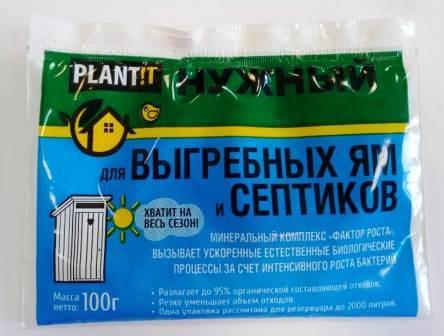 PLANT!T НУЖНЫЙ
для ВЫГРЕБНЫХ ЯМ
и СЕПТИКОВ
ХВАТИТ НА
ВЕСЬ СЕЗОН!
МИНЕРАЛЬНЫЙ КОМПЛЕКС «ФАКТОР РОСТА»,
ВЫЗЫВАЕТ УСКОРЕННЫЕ ЕСТЕСТВЕННЫЕ БИОЛОГИЧЕСКИЕ
ПРОЦЕССЫ ЗА СЧЕТ ИНТЕНСИВНОГО РОСТА БАКТЕРИЙ
• Разлагает до 95% органической составляющей отходов.
• Резко уменьшает объем отходов.
• Одна упаковка рассчитана для резервуара до 2000 литров.
Масса
нетто: 100г